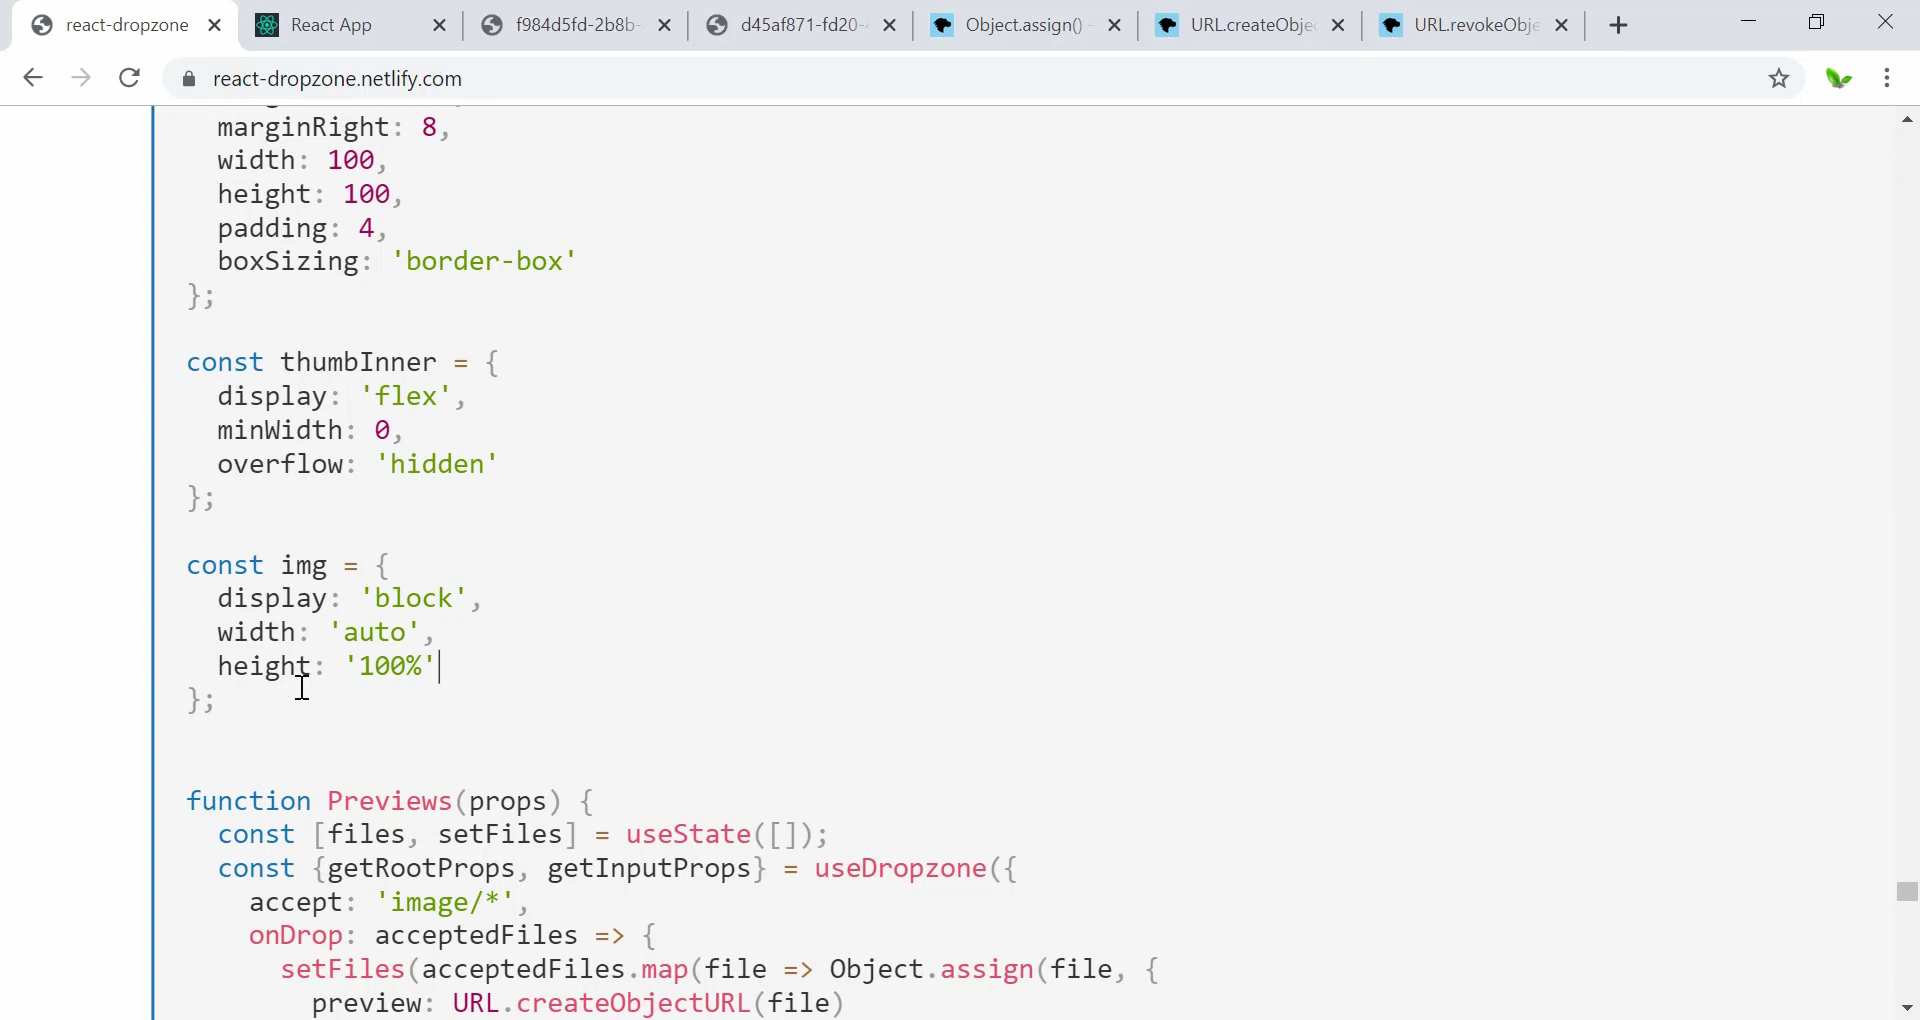 react-dropzone
React App
f984d5fd-2b8b-
d45af871-fd20-
Object.assign() -
URL.createObjec
URL.revokeObje
react-dropzone.netlify.com
marginRight: 8,
width: 100,
height: 100,
padding: 4,
boxSizing: 'border-box'
};
const thumbInner = {
display: 'flex',
minWidth: 0,
overflow: 'hidden'
};
const img = {
display: 'block',
width: 'auto',
height: '100%'
};
function Previews(props) {
const [files, setFiles] = useState([]);
const {getRootProps, getInputProps} = useDropzone({
accept: 'image/*',
onDrop: acceptedFiles => {
setFiles(acceptedFiles.map(file => Object.assign(file, {
preview: URL.createObjectURL(file)